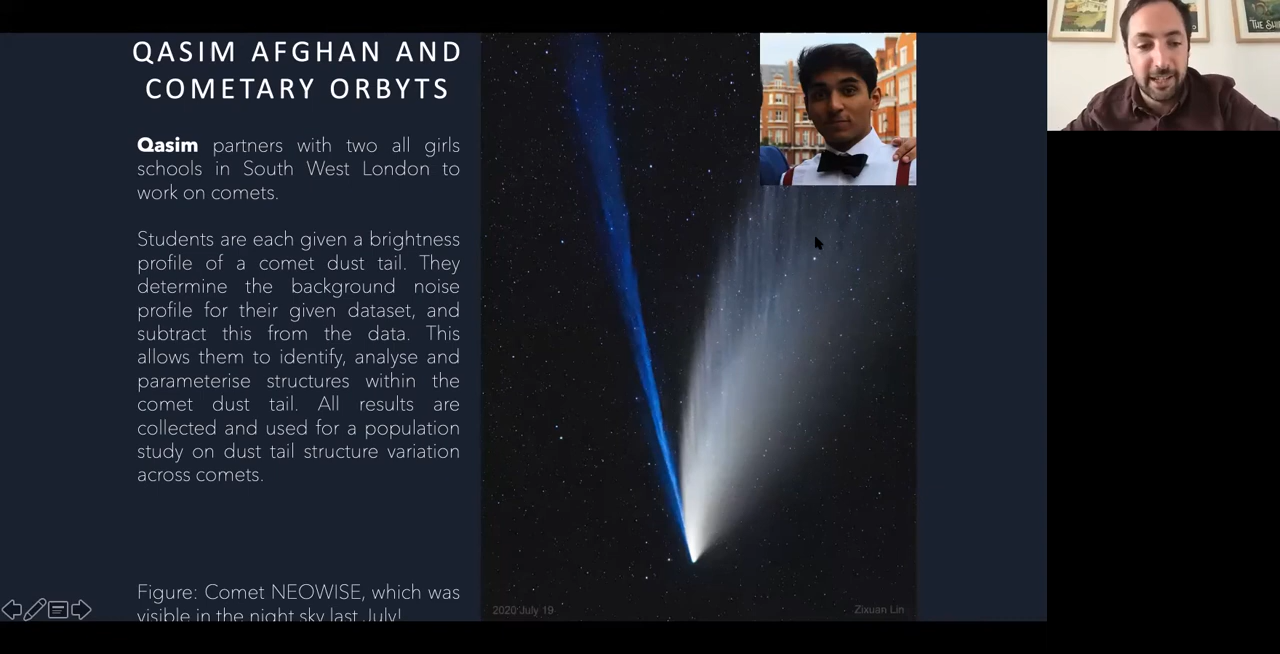 QASIM AFGHAN AND
COMETARY ORBYTS
Qasim partners with two all girls
schools in South West London to
work on comets.
Students are each given a brightness
profile of a comet dust tail. They
determine the background noise
profile for their given dataset, and
subtract this from the data. This
allows them to identify, analyse and
parameterise structures within the
comet dust tail. All results are
collected and used for a population
study on dust tail structure variation
across comets.
Figure: Comet NEOWISE, which was
visible in the night sky last July!
2020 July 19
Zixuan Lin
THE SHIP